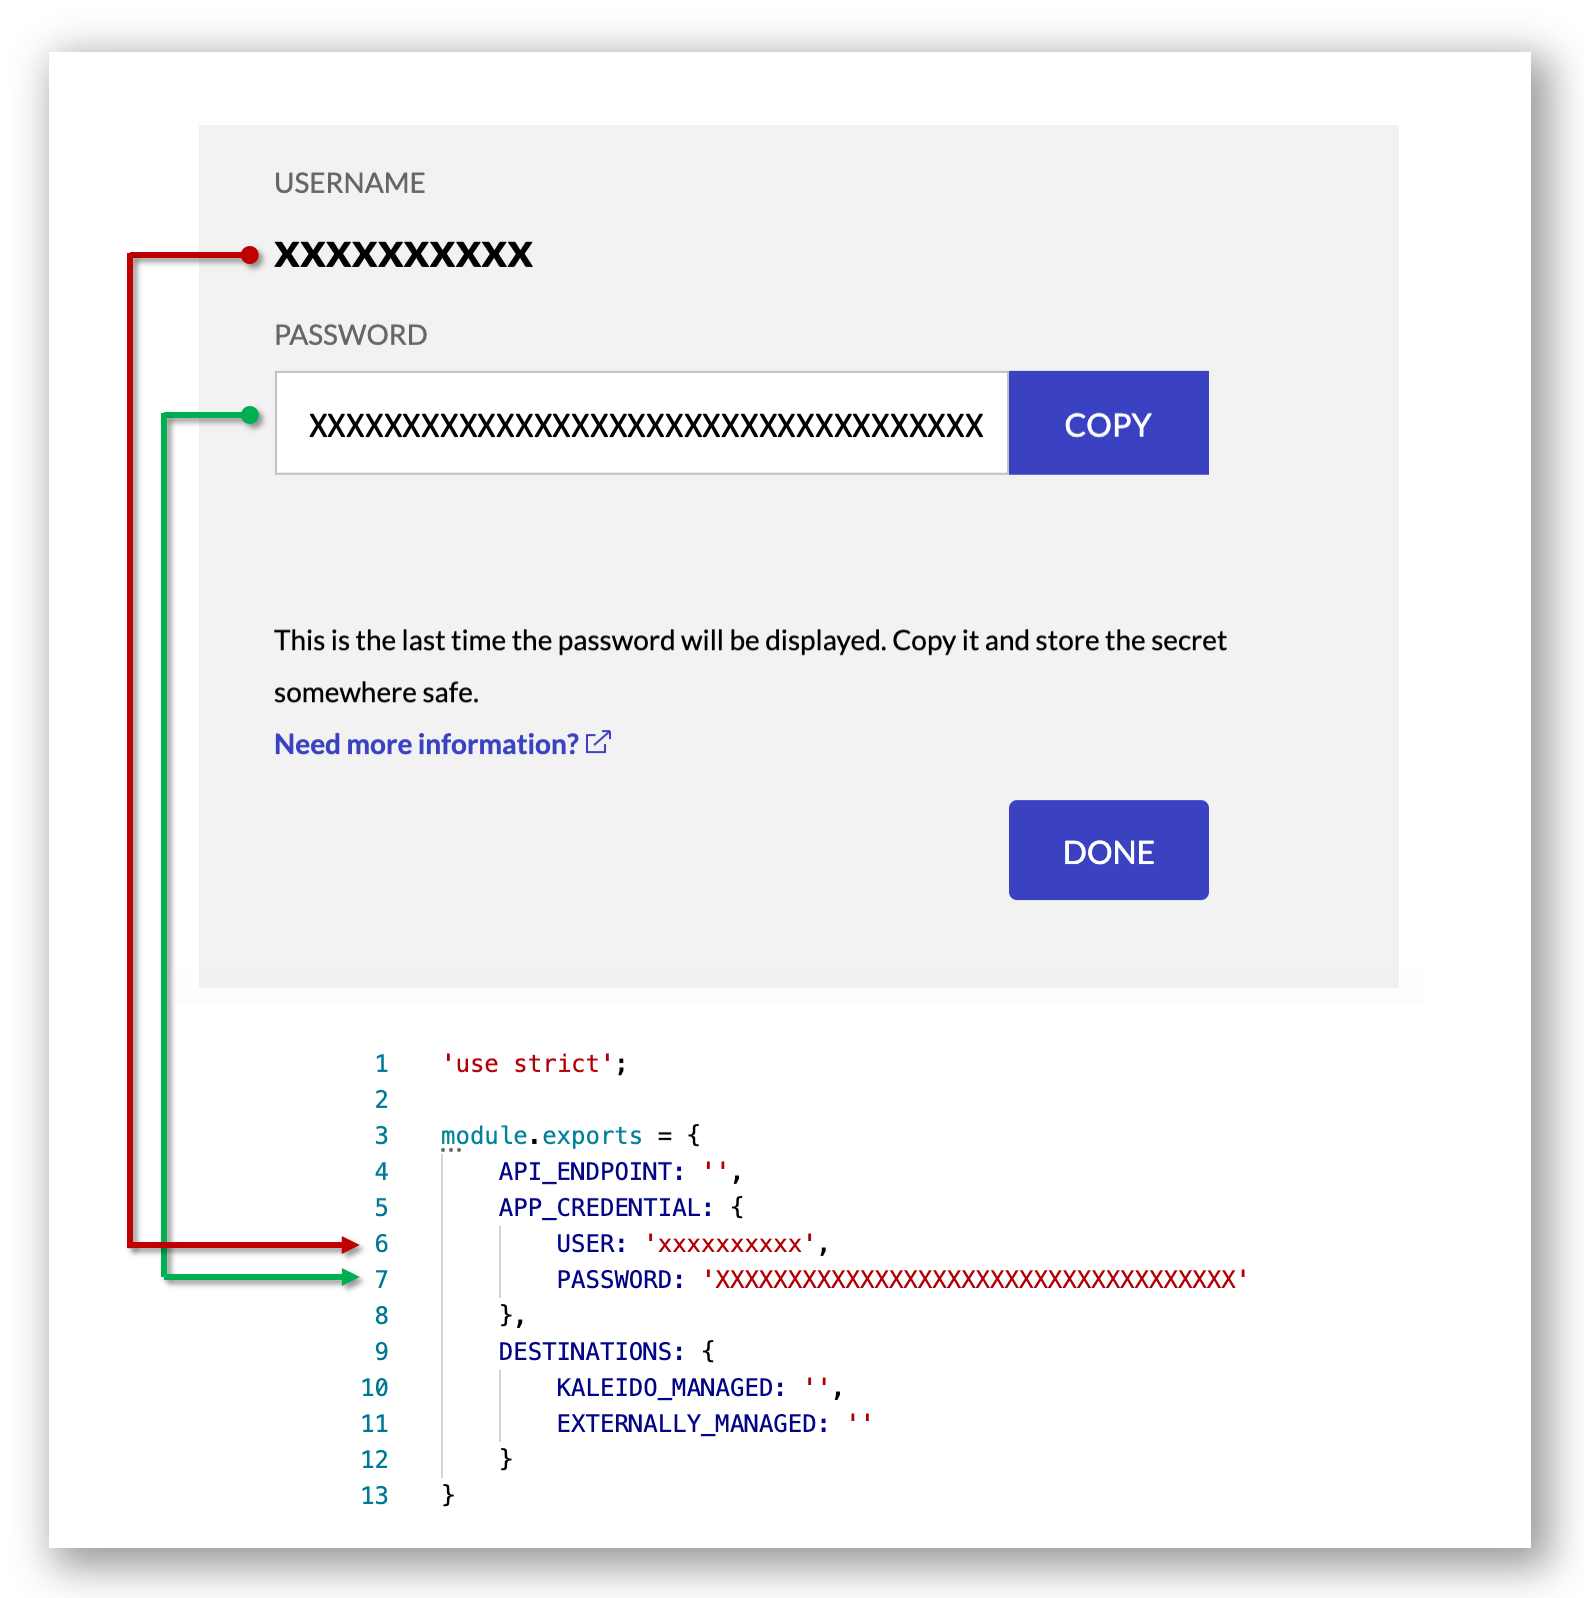 USERNAME
xxxxxxxxxx
PASSWORD
XXXXXXXXXXXXXXXXXXXXXXXXXXXXXXXXXXXX
COPY
This is the last time the password will be displayed. Copy it and store the secret
somewhere safe.
Need more information?
DONE
1 'use strict';
2
3 module.exports = {
4 API_ENDPOINT: '',
5 APP_CREDENTIAL: {
6 USER: 'xxxxxxxxxx',
7 PASSWORD: 'XXXXXXXXXXXXXXXXXXXXXXXXXXXXXXXXXXXX'
8 },
9 DESTINATIONS: {
10 KALEIDO_MANAGED: '',
11 EXTERNALLY_MANAGED: ''
12 }
13 }